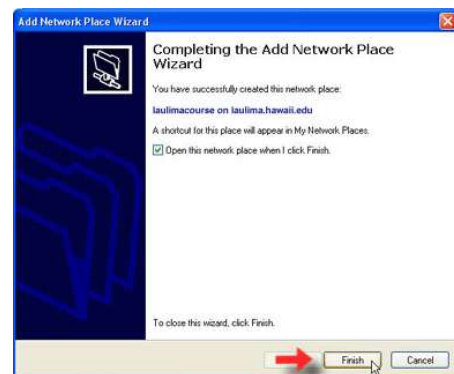 Add Network Place Wizard
Completing the Add Network Place
Wizard
You have successfully created this network place:
laulimacourse on laulima.hawaii.edu
A shortcut for this place will appear in My Network Places.
Open this network place when I click Finish.
To close this wizard, click Finish.
Finish
Cancel